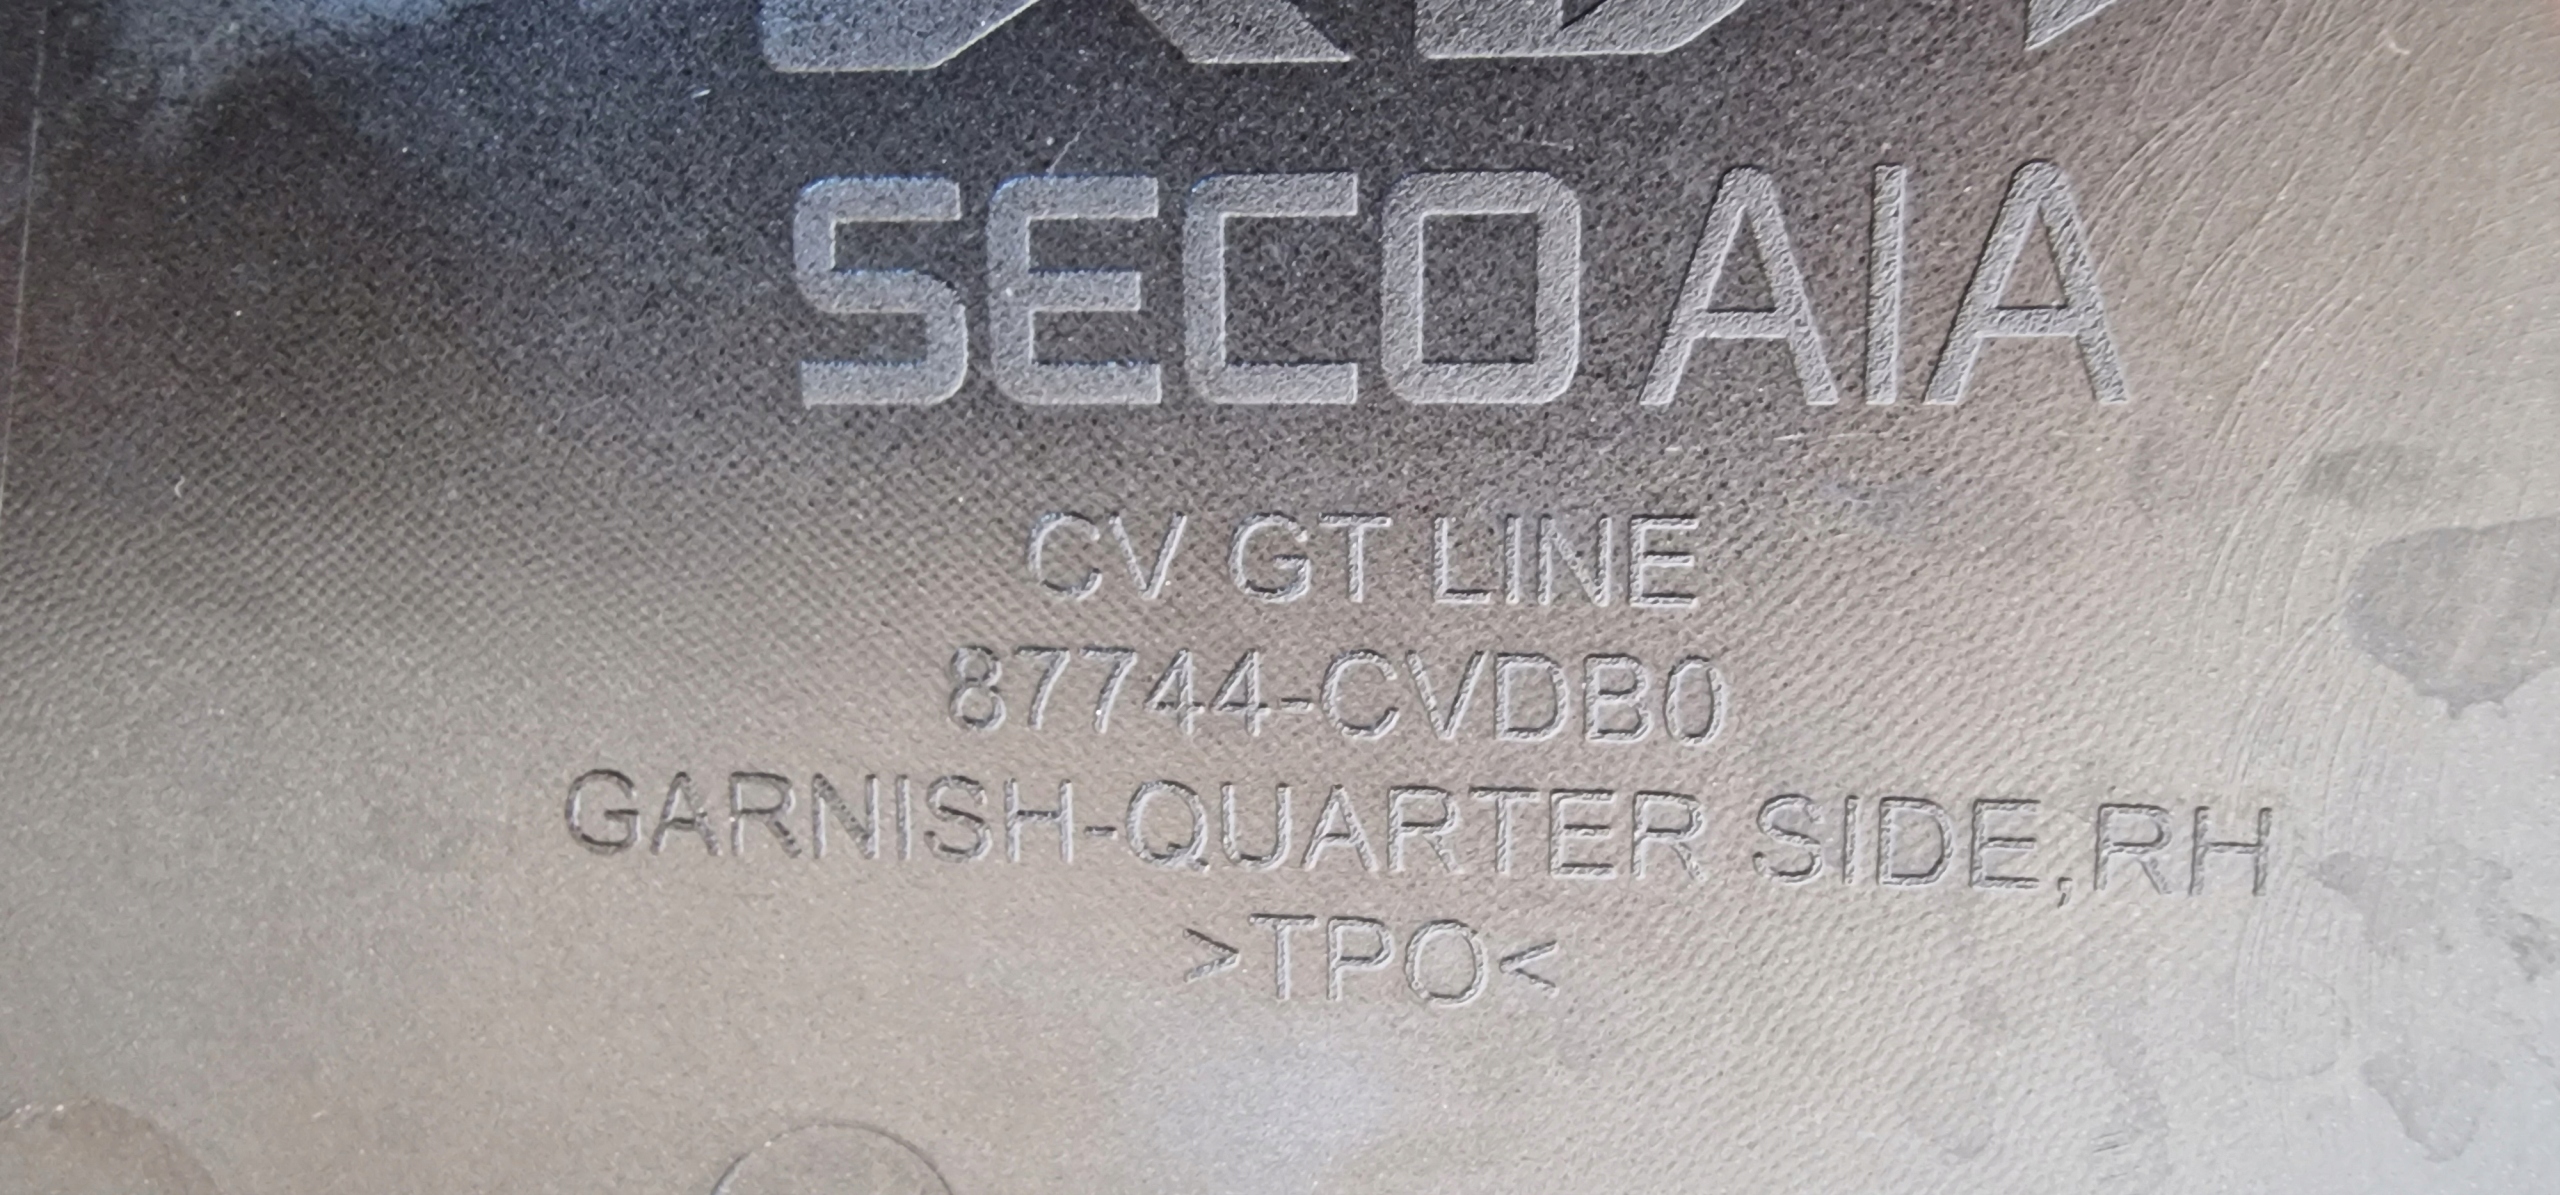 SECO AIA
CV GT LINE
87744-CVDB0
GARNISH-QUARTER SIDE,RH
>TPO<